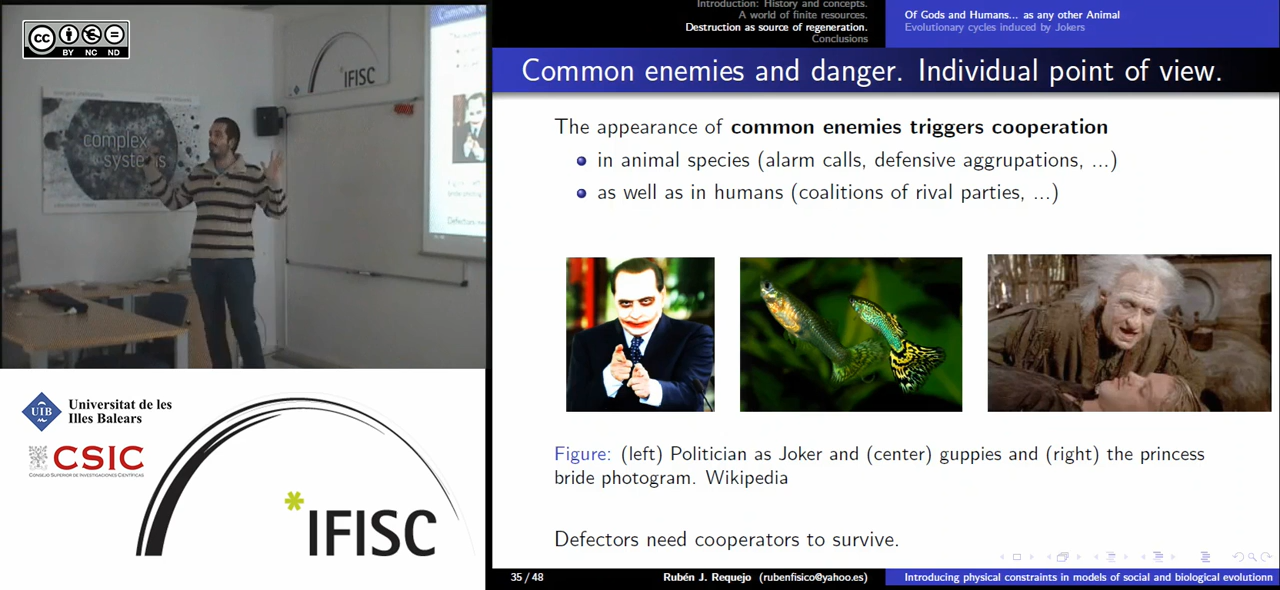 cc
BY NC ND
IFISC
complex
systems
Universitat de les
Illes Balears
UIB
CSIC
CONSEJO SUPERIOR DE INVESTIGACIONES CIENTÍFICAS
*IFISC
Introduction: History and concepts.
A world of finite resources.
Destruction as source of regeneration.
Conclusions
Of Gods and Humans... as any other Animal
Evolutionary cycles induced by Jokers
Common enemies and danger. Individual point of view.
The appearance of common enemies triggers cooperation
in animal species (alarm calls, defensive aggrupations, ...)
as well as in humans (coalitions of rival parties, ...)
Figure: (left) Politician as Joker and (center) guppies and (right) the princess
bride photogram. Wikipedia
Defectors need cooperators to survive.
35 / 48
Rubén J. Requejo (rubenfisico@yahoo.es)
Introducing physical constraints in models of social and biological evolutionn